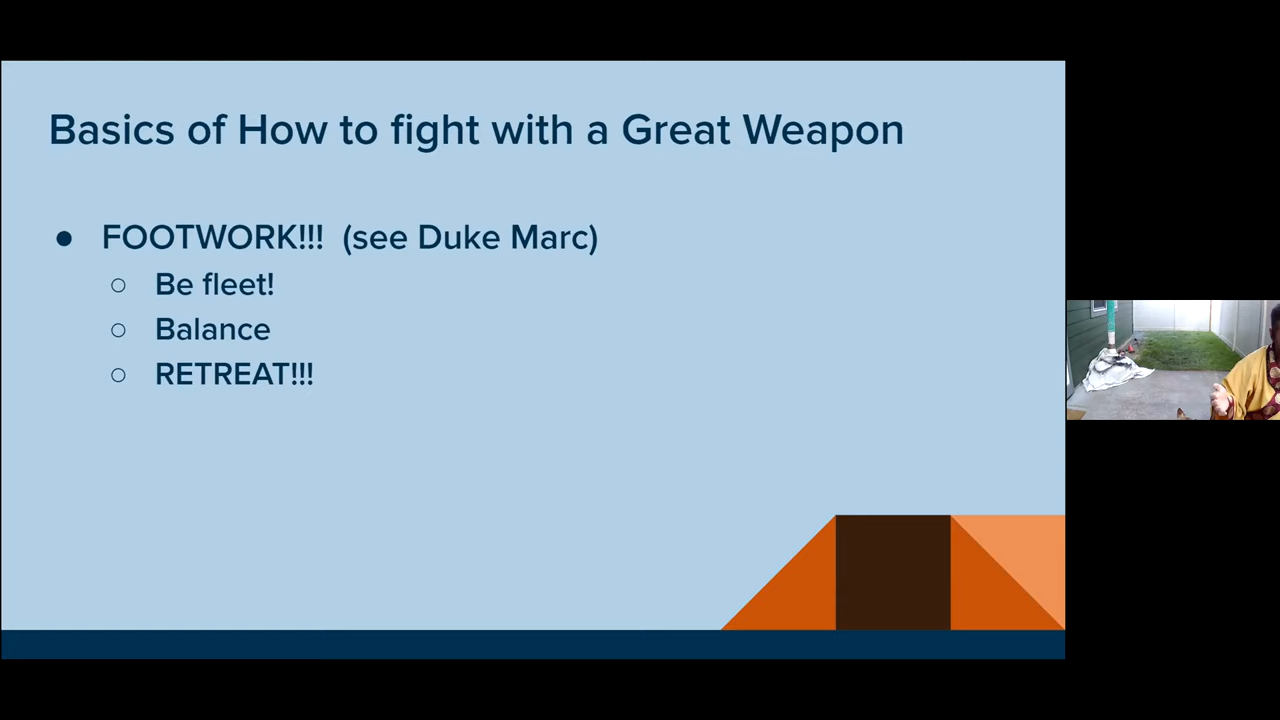 Basics of How to fight with a Great Weapon
● FOOTWORK!!! (see Duke Marc)
○ Be fleet!
○ Balance
○ RETREAT!!!